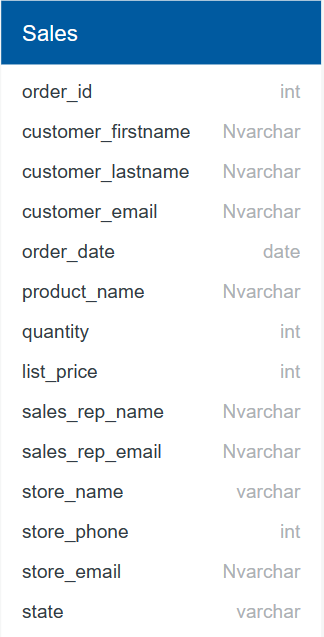 Sales
order_id int
customer_firstname Nvarchar
customer_lastname Nvarchar
customer_email Nvarchar
order_date date
product_name Nvarchar
quantity int
list_price int
sales_rep_name Nvarchar
sales_rep_email Nvarchar
store_name varchar
store_phone int
store_email Nvarchar
state varchar